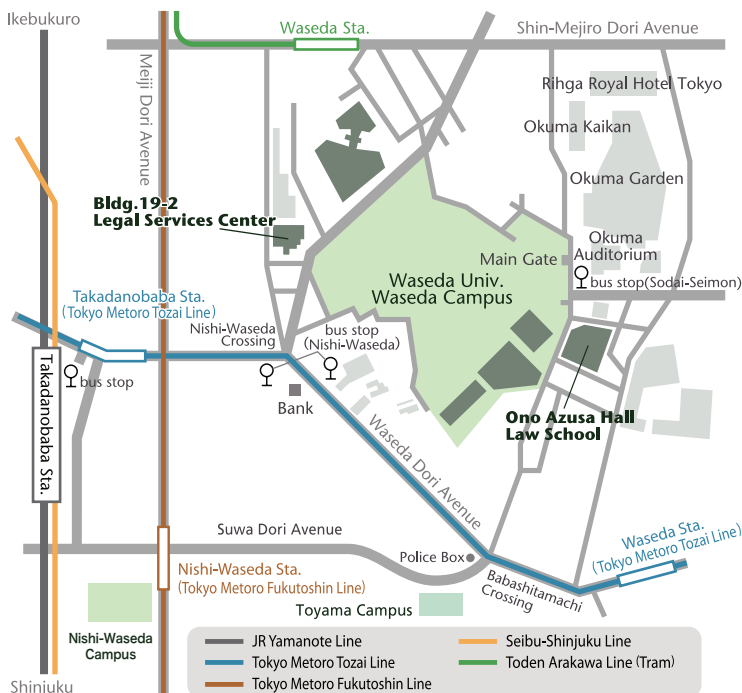 Ikebukuro
Waseda Sta.
Shin-Mejiro Dori Avenue
Meiji Dori Avenue
Rihga Royal Hotel Tokyo
Okuma Kaikan
Okuma Garden
Bldg.19-2
Legal Services Center
Okuma
Auditorium
Main Gate
bus stop(Sodai-Seimon)
Waseda Univ.
Waseda Campus
Takadanobaba Sta.
(Tokyo Metoro Tozai Line)
Nishi-Waseda
Crossing
bus stop
(Nishi-Waseda)
Takadanobaba Sta.
bus stop
Bank
Ono Azusa Hall
Law School
Waseda Dori Avenue
Suwa Dori Avenue
Police Box
Waseda Sta.
(Tokyo Metoro Tozai Line)
Nishi-Waseda Sta.
(Tokyo Metoro Fukutoshin Line)
Babashitamachi
Crossing
Toyama Campus
Nishi-Waseda
Campus
Shinjuku
JR Yamanote Line
Tokyo Metoro Tozai Line
Tokyo Metoro Fukutoshin Line
Seibu-Shinjuku Line
Toden Arakawa Line (Tram)